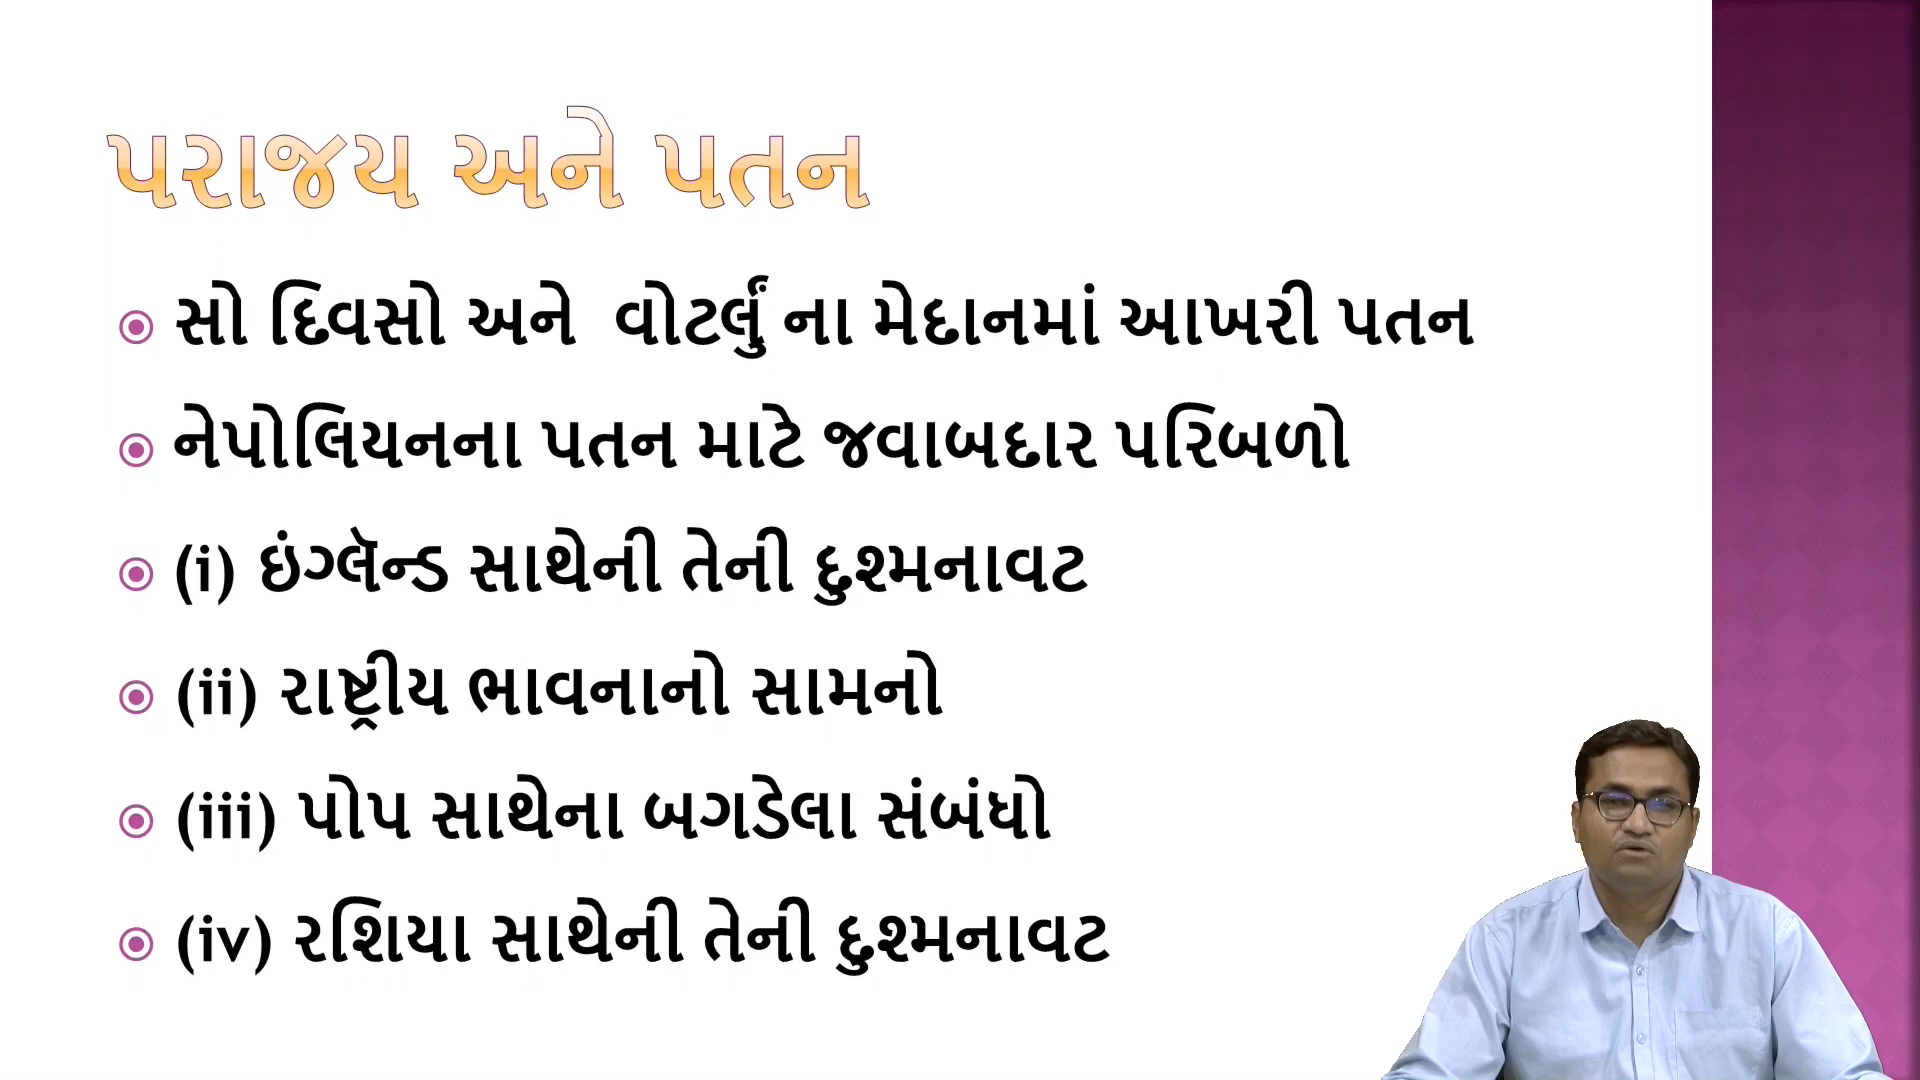 પરાજય અને પતન
સો દિવસો અને વોટર્લું ના મેદાનમાં આખરી પતન
નેપોલિયનના પતન માટે જવાબદાર પરિબળો
(i) ઇંગ્લૅન્ડ સાથેની તેની દુશ્મનાવટ
(ii) રાષ્ટ્રીય ભાવનાનો સામનો
(iii) પોપ સાથેના બગડેલા સંબંધો
(iv) રશિયા સાથેની તેની દુશ્મનાવટ